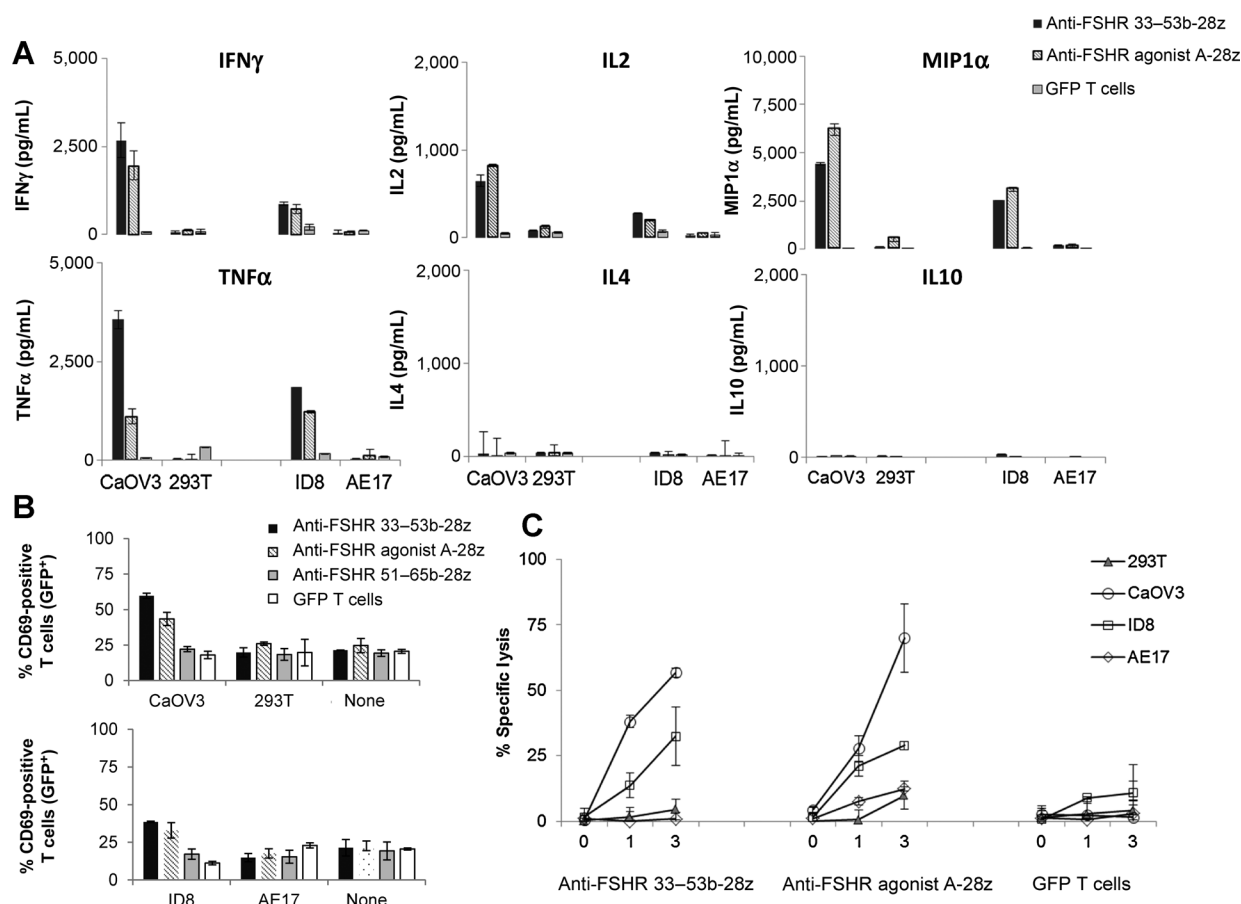 A
Anti-FSHR 33–53b-28z
Anti-FSHR agonist A-28z
GFP T cells
IFNγ
IFNγ (pg/mL)
5,000
2,500
0
IL2
IL2 (pg/mL)
2,000
1,000
0
MIP1α
MIP1α (pg/mL)
10,000
7,500
5,000
2,500
0
TNFα
TNFα (pg/mL)
5,000
2,500
0
CaOV3 293T ID8 AE17
IL4
IL4 (pg/mL)
2,000
1,000
0
CaOV3 293T ID8 AE17
IL10
IL10 (pg/mL)
2,000
1,000
0
CaOV3 293T ID8 AE17
B
Anti-FSHR 33–53b-28z
Anti-FSHR agonist A-28z
Anti-FSHR 51–65b-28z
GFP T cells
% CD69-positive
T cells (GFP+)
100
75
50
25
0
CaOV3 293T None
% CD69-positive
T cells (GFP+)
100
75
50
25
0
ID8 AE17 None
C
% Specific lysis
100
75
50
25
0
293T
CaOV3
ID8
AE17
0 1 3 0 1 3 0 1 3
Anti-FSHR 33–53b-28z Anti-FSHR agonist A-28z GFP T cells